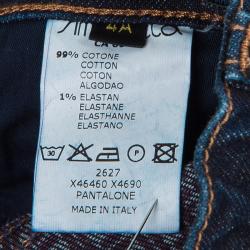 4A
99% COTONE
COTTON
COTON
ALGODAO
1% ELASTAN
ELASTANE
ELASTHANNE
ELASTANO
30
P
2627
X46460 X4690
PANTALONE
MADE IN ITALY